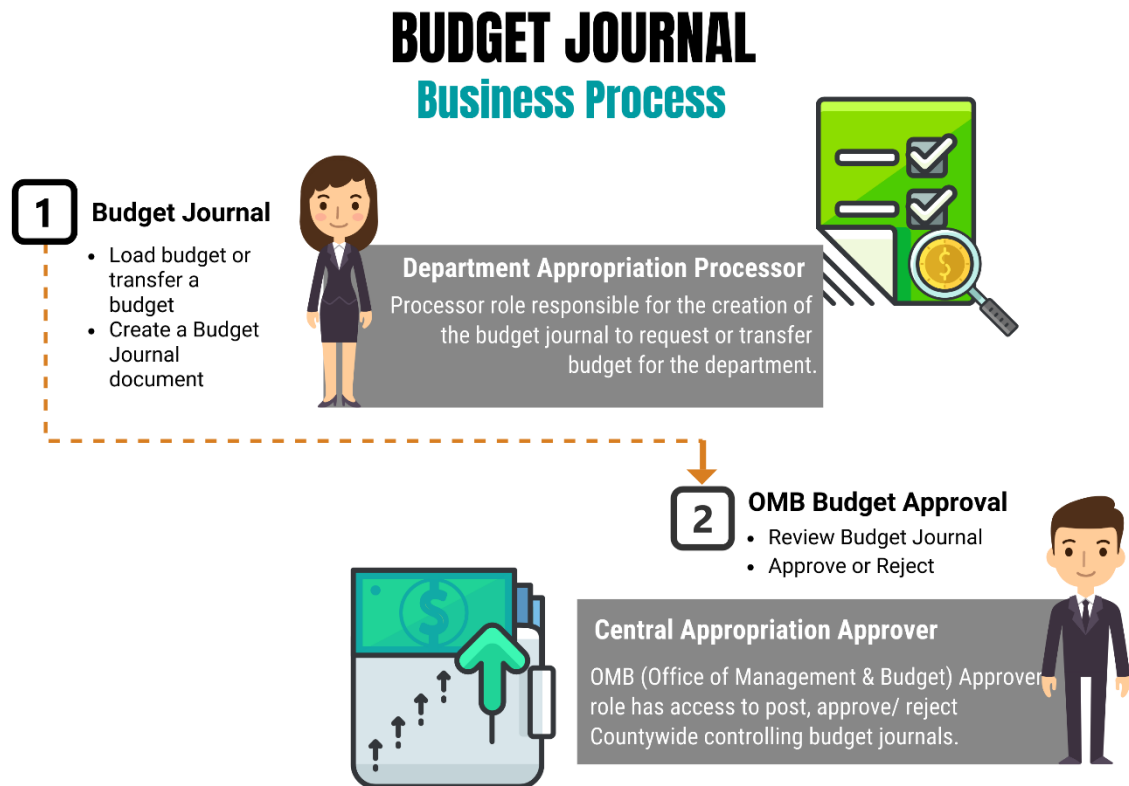 BUDGET JOURNAL
Business Process
1
Budget Journal
• Load budget or
transfer a
budget
• Create a Budget
Journal
document
Department Appropriation Processor
Processor role responsible for the creation of
the budget journal to request or transfer
budget for the department.
2
OMB Budget Approval
• Review Budget Journal
• Approve or Reject
Central Appropriation Approver
OMB (Office of Management & Budget) Approver
role has access to post, approve/ reject
Countywide controlling budget journals.